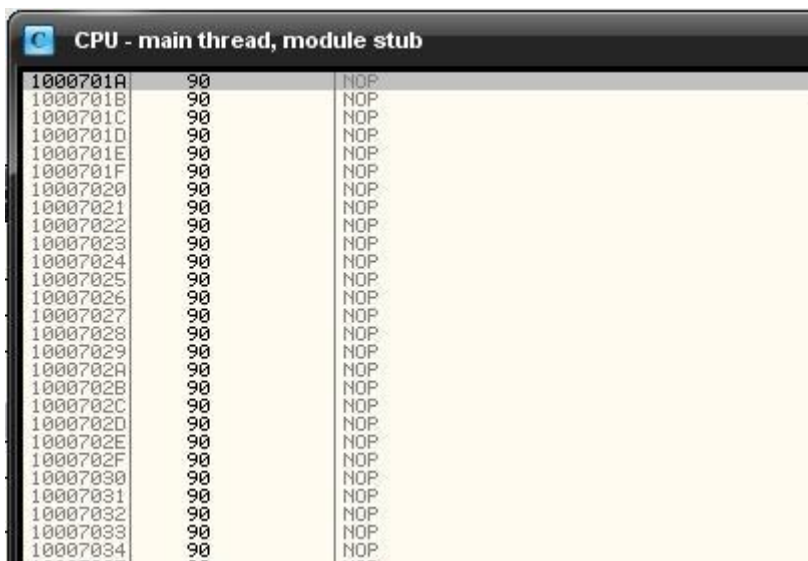 C CPU - main thread, module stub
1000701A 90 NOP
1000701B 90 NOP
1000701C 90 NOP
1000701D 90 NOP
1000701E 90 NOP
1000701F 90 NOP
10007020 90 NOP
10007021 90 NOP
10007022 90 NOP
10007023 90 NOP
10007024 90 NOP
10007025 90 NOP
10007026 90 NOP
10007027 90 NOP
10007028 90 NOP
10007029 90 NOP
1000702A 90 NOP
1000702B 90 NOP
1000702C 90 NOP
1000702D 90 NOP
1000702E 90 NOP
1000702F 90 NOP
10007030 90 NOP
10007031 90 NOP
10007032 90 NOP
10007033 90 NOP
10007034 90 NOP